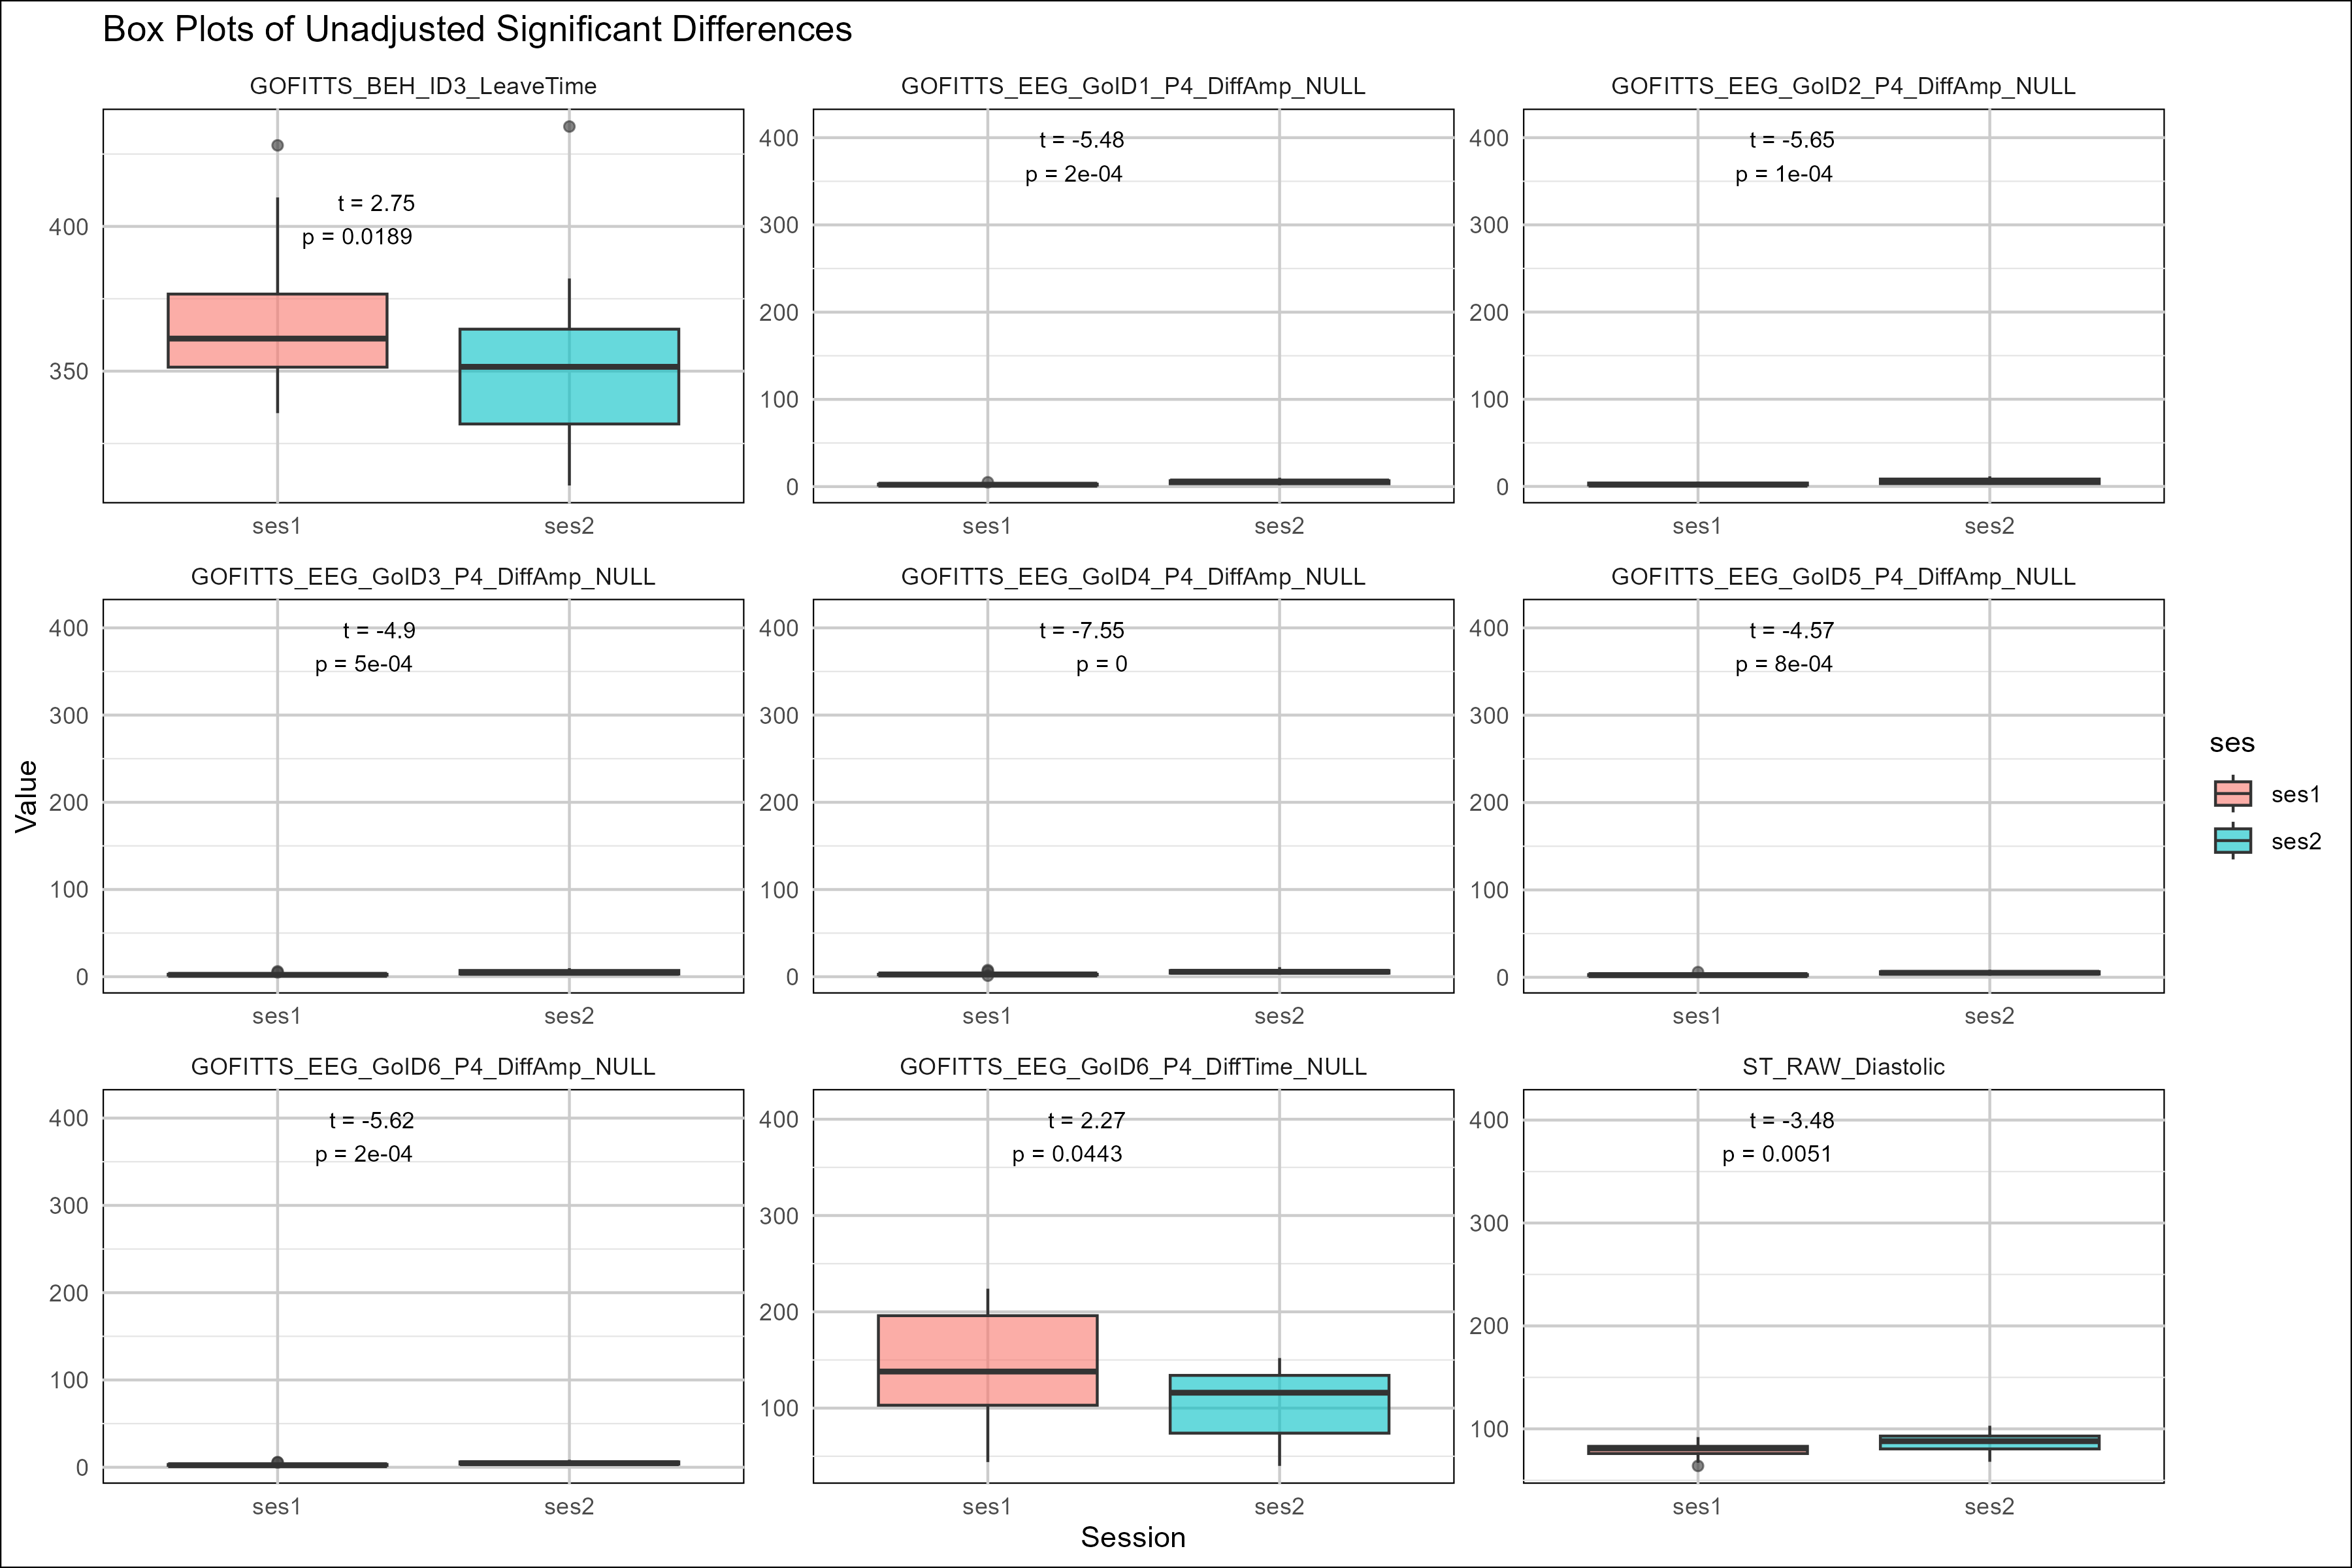 Box Plots of Unadjusted Significant Differences
GOFITTS_BEH_ID3_LeaveTime
t = 2.75
p = 0.0189
400
350
ses1
ses2
GOFITTS_EEG_GoID1_P4_DiffAmp_NULL
t = -5.48
p = 2e-04
400
300
200
100
0
ses1
ses2
GOFITTS_EEG_GoID2_P4_DiffAmp_NULL
t = -5.65
p = 1e-04
400
300
200
100
0
ses1
ses2
GOFITTS_EEG_GoID3_P4_DiffAmp_NULL
t = -4.9
p = 5e-04
400
300
200
100
0
ses1
ses2
GOFITTS_EEG_GoID4_P4_DiffAmp_NULL
t = -7.55
p = 0
400
300
200
100
0
ses1
ses2
GOFITTS_EEG_GoID5_P4_DiffAmp_NULL
t = -4.57
p = 8e-04
400
300
200
100
0
ses1
ses2
GOFITTS_EEG_GoID6_P4_DiffAmp_NULL
t = -5.62
p = 2e-04
400
300
200
100
0
ses1
ses2
GOFITTS_EEG_GoID6_P4_DiffTime_NULL
t = 2.27
p = 0.0443
400
300
200
100
ses1
ses2
ST_RAW_Diastolic
t = -3.48
p = 0.0051
400
300
200
100
ses1
ses2
Value
Session
ses
ses1
ses2